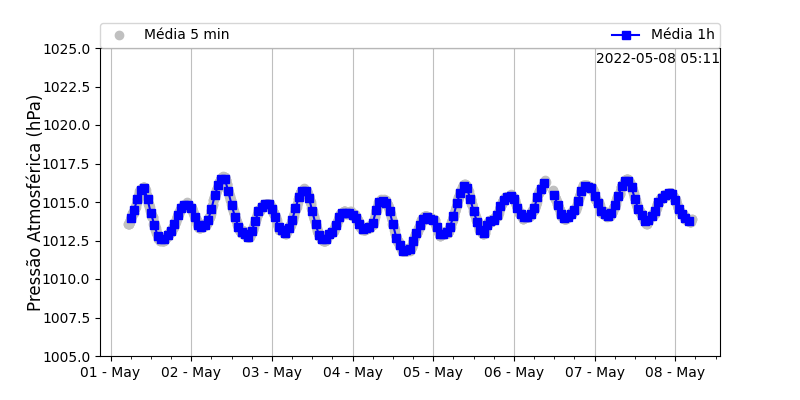 Média 5 min
Média 1h
2022-05-08 05:11
Pressão Atmosférica (hPa)
1025.0
1022.5
1020.0
1017.5
1015.0
1012.5
1010.0
1007.5
1005.0
01 - May
02 - May
03 - May
04 - May
05 - May
06 - May
07 - May
08 - May